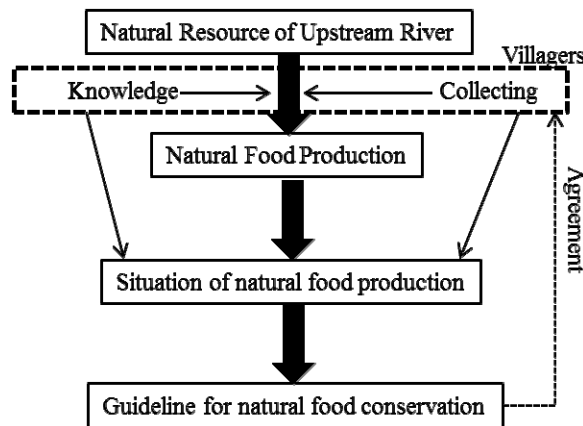 Natural Resource of Upstream River
Villagers
Knowledge
Collecting
Natural Food Production
Agreement
Situation of natural food production
Guideline for natural food conservation